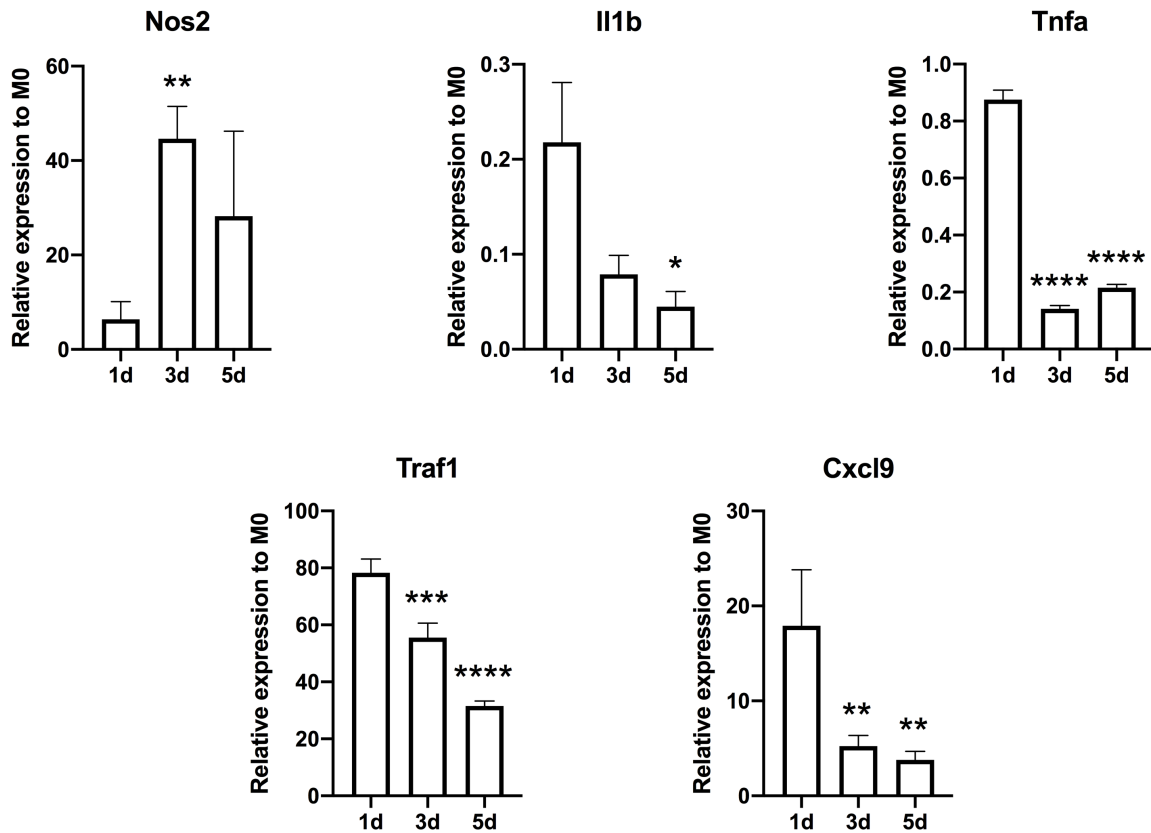 Nos2
Relative expression to M0
60
40
20
0
**
1d 3d 5d
Il1b
Relative expression to M0
0.3
0.2
0.1
0.0
*
1d 3d 5d
Tnfa
Relative expression to M0
1.0
0.8
0.6
0.4
0.2
0.0
**** ****
1d 3d 5d
Traf1
Relative expression to M0
100
80
60
40
20
0
*** ****
1d 3d 5d
Cxcl9
Relative expression to M0
30
20
10
0
** **
1d 3d 5d